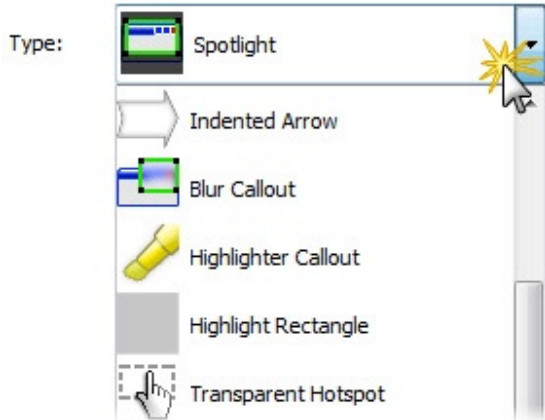 Type:
Spotlight
Indented Arrow
Blur Callout
Highlighter Callout
Highlight Rectangle
Transparent Hotspot